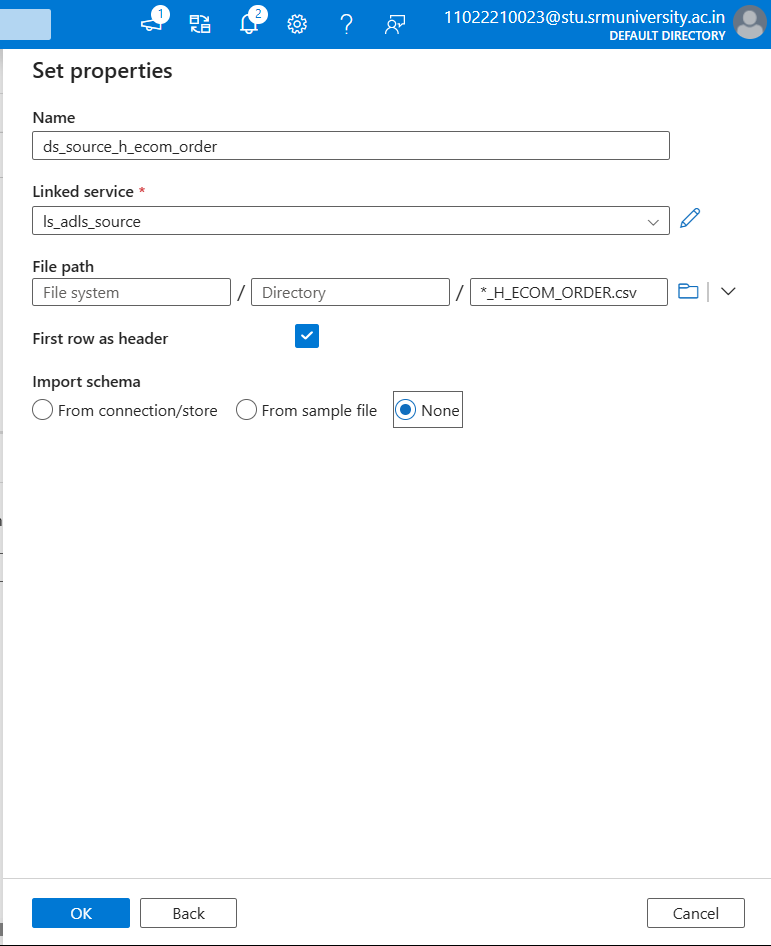 1
2
11022210023@stu.srmuniversity.ac.in
DEFAULT DIRECTORY
Set properties
Name
ds_source_h_ecom_order
Linked service *
ls_adls_source
File path
File system / Directory / *_H_ECOM_ORDER.csv
First row as header
Import schema
From connection/store From sample file None
OK Back Cancel